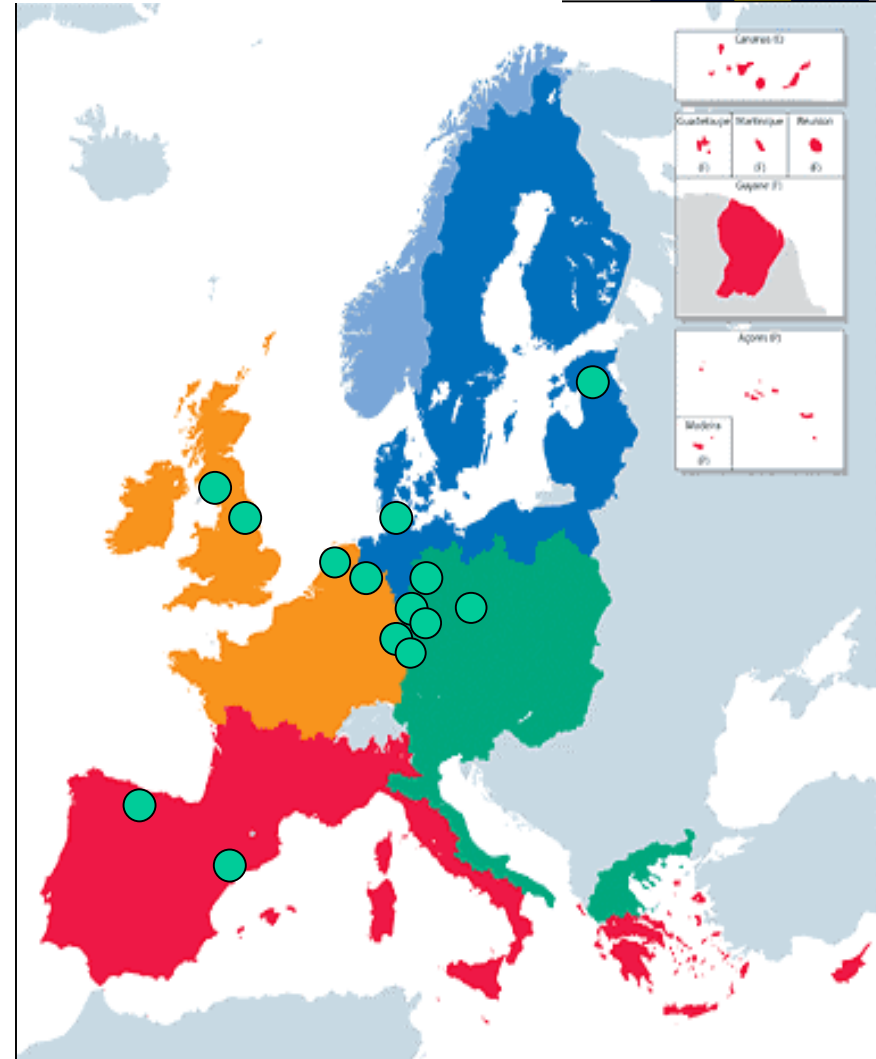 Canarias (E)
Guadeloupe Martinique Réunion
(F) (F) (F)
Guyane (F)
Açores (P)
Madeira
(P)